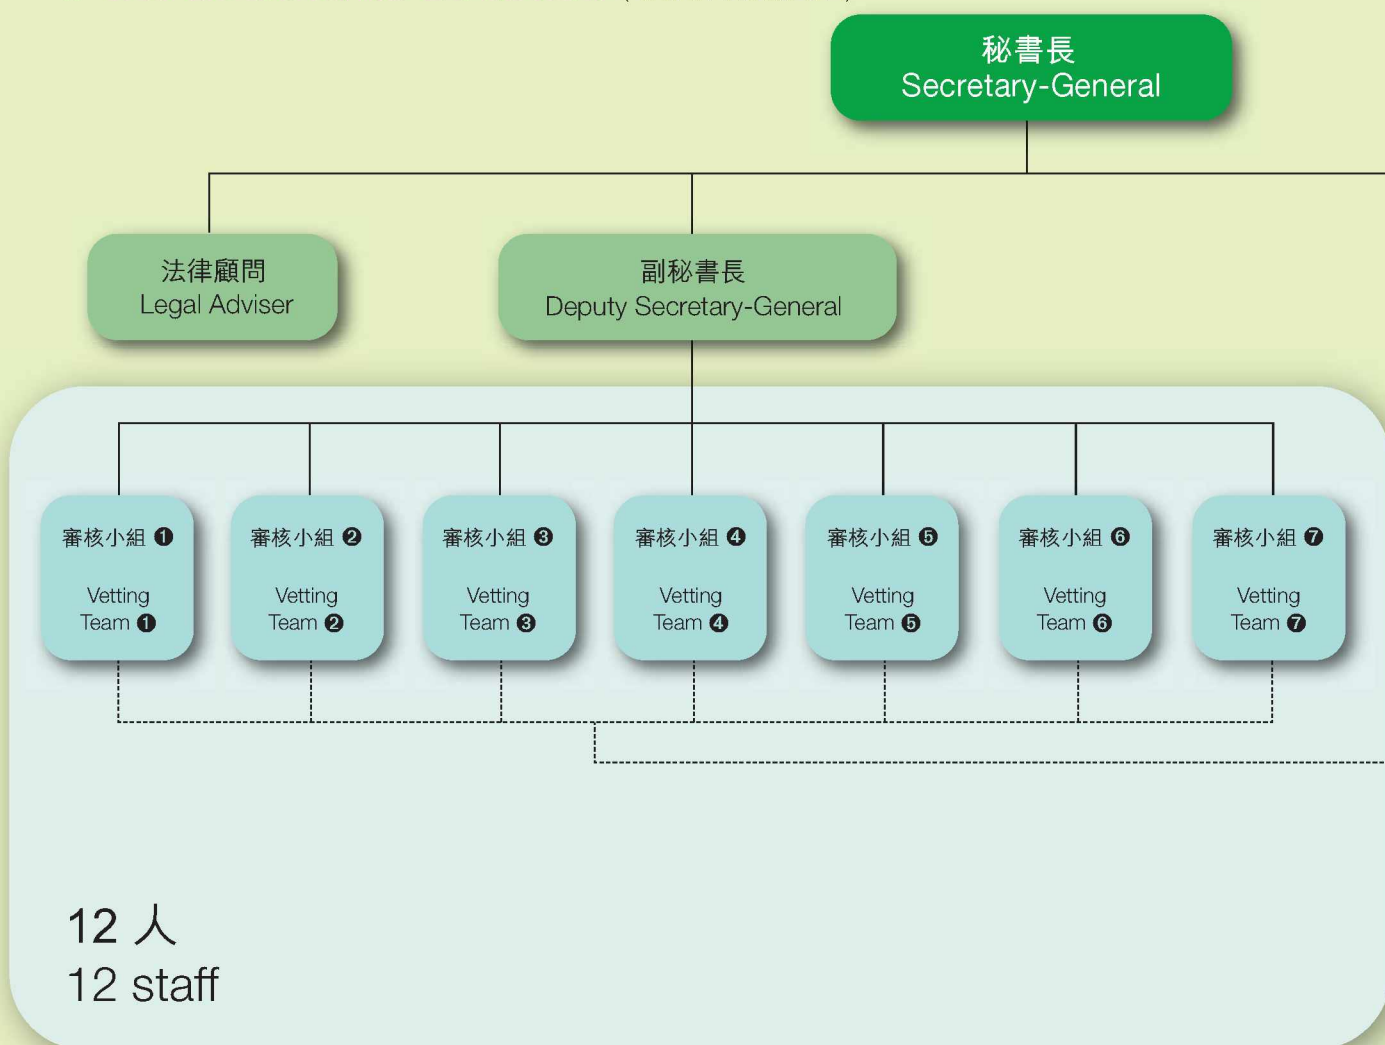 秘書長
Secretary-General
法律顧問
Legal Adviser
副秘書長
Deputy Secretary-General
審核小組 ❶
Vetting
Team ❶
審核小組 ❷
Vetting
Team ❷
審核小組 ❸
Vetting
Team ❸
審核小組 ❹
Vetting
Team ❹
審核小組 ❺
Vetting
Team ❺
審核小組 ❻
Vetting
Team ❻
審核小組 ❼
Vetting
Team ❼
12 人
12 staff